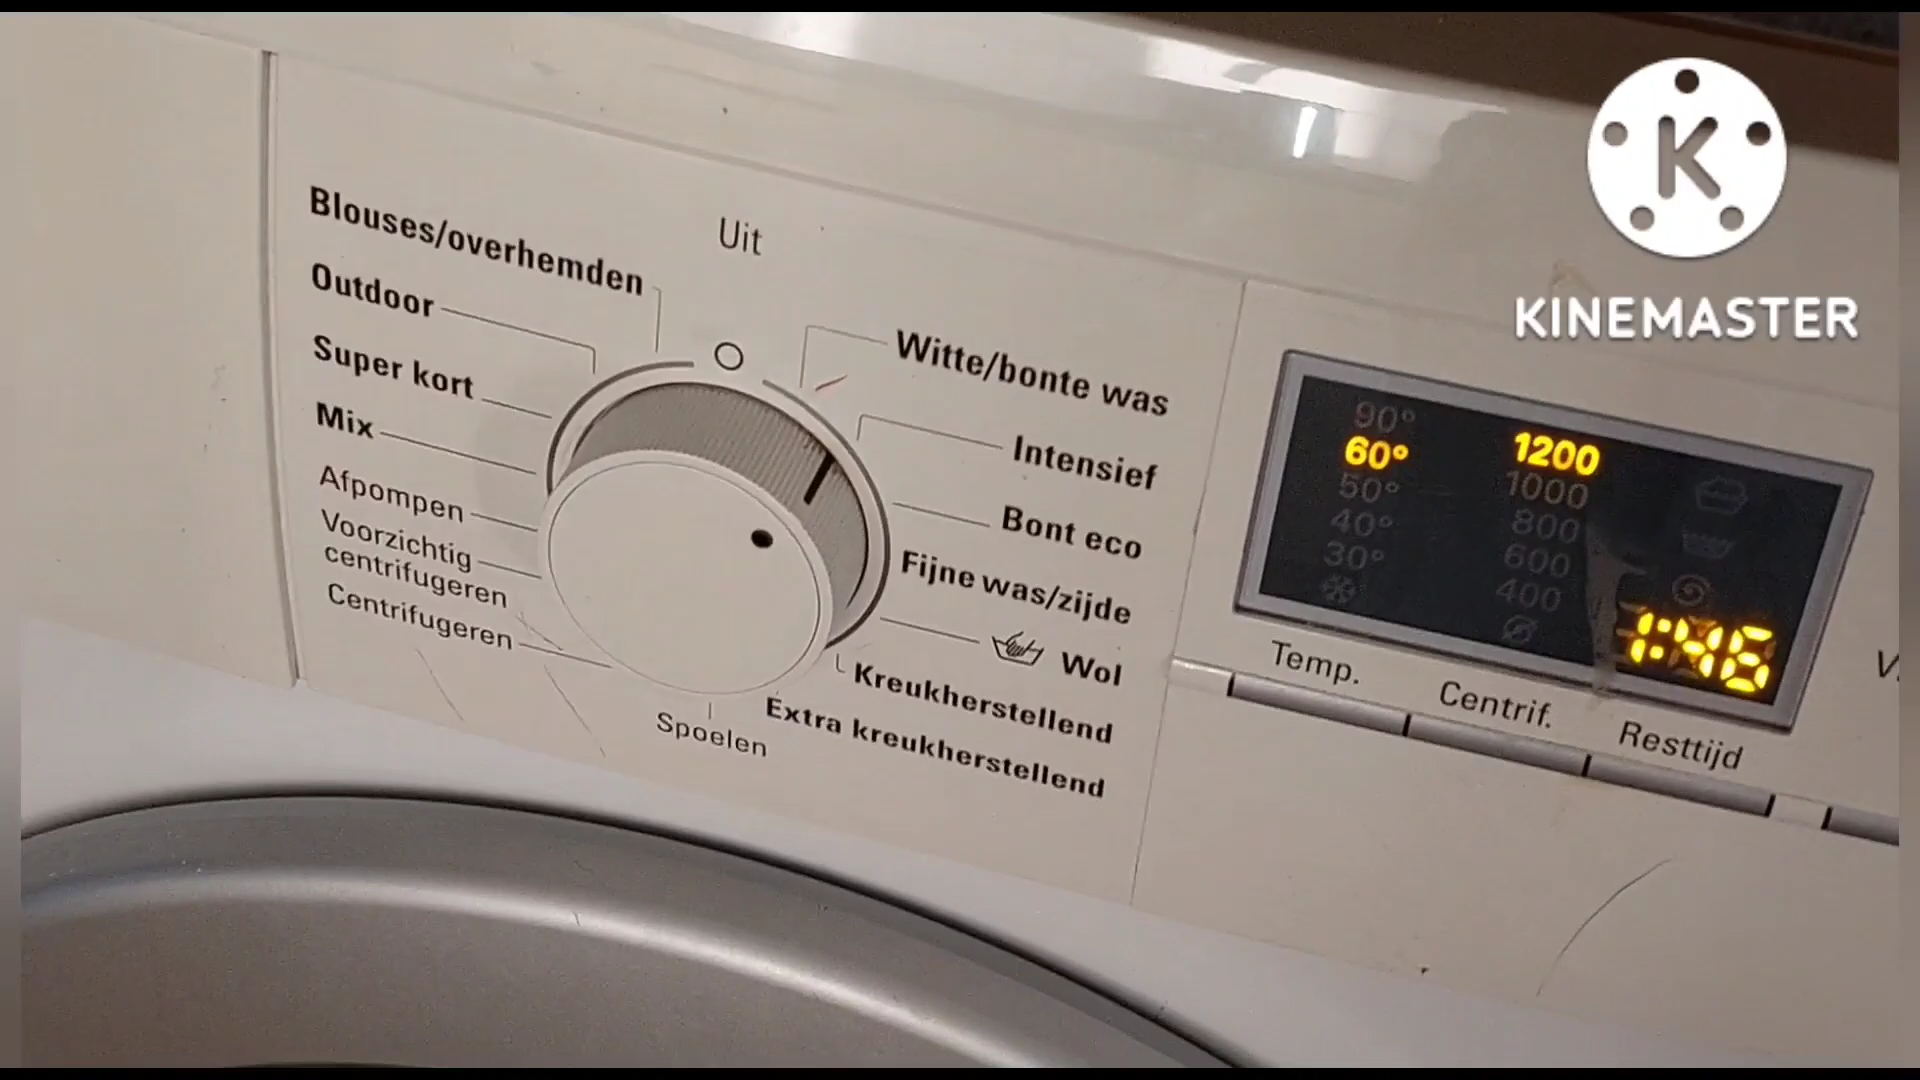 Uit
Blouses/overhemden
Outdoor
Super kort
Mix
Afpompen
Voorzichtig
centrifugeren
Centrifugeren
Spoelen
Witte/bonte was
Intensief
Bont eco
Fijne was/zijde
Wol
Kreukherstellend
Extra kreukherstellend
K
KINEMASTER
90°
60°
50°
40°
30°
1200
1000
800
600
400
1:46
Temp.
Centrif.
Resttijd